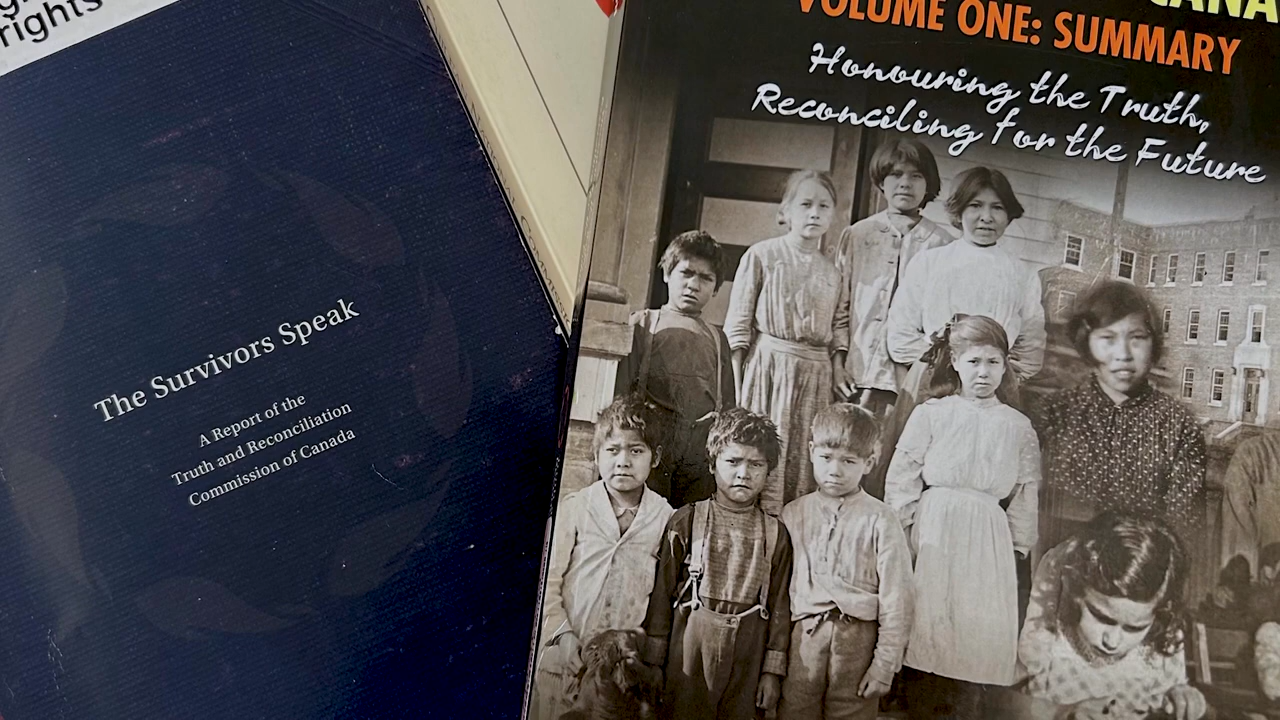 rights
The Survivors Speak
A Report of the
Truth and Reconciliation
Commission of Canada
VOLUME ONE: SUMMARY
Honouring the Truth,
Reconciling for the Future